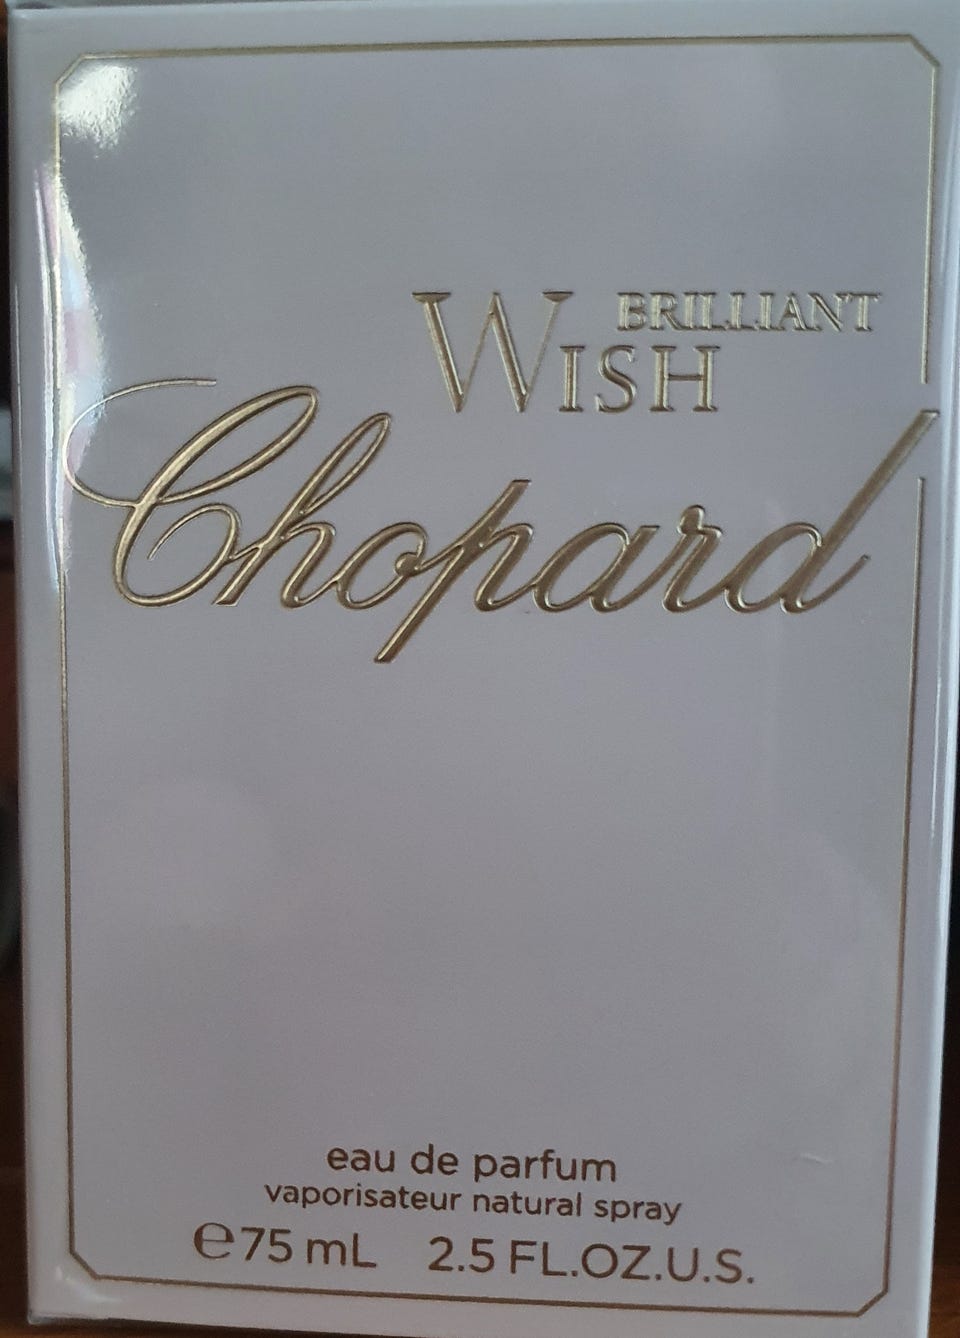 BRILLIANT
WISH
Chopard
eau de parfum
vaporisateur natural spray
℮75 mL 2.5 FL.OZ.U.S.